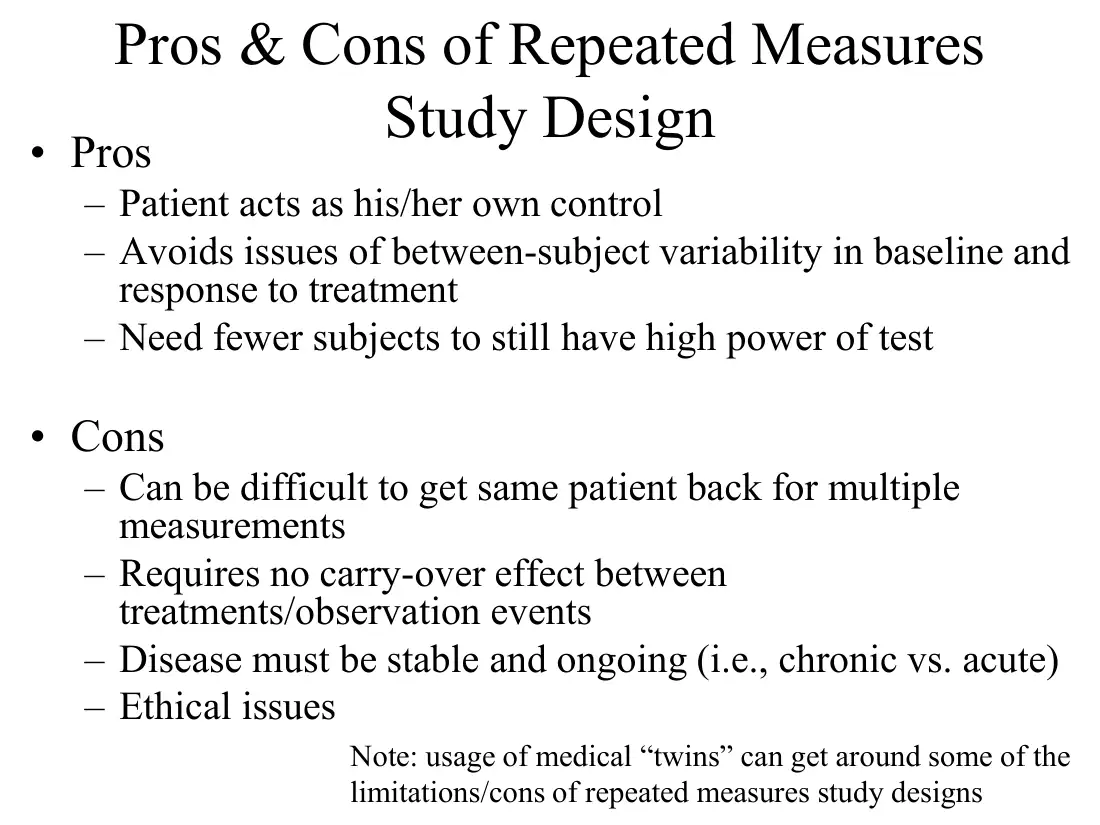 Pros & Cons of Repeated Measures
Study Design
• Pros
– Patient acts as his/her own control
– Avoids issues of between-subject variability in baseline and
response to treatment
– Need fewer subjects to still have high power of test
• Cons
– Can be difficult to get same patient back for multiple
measurements
– Requires no carry-over effect between
treatments/observation events
– Disease must be stable and ongoing (i.e., chronic vs. acute)
– Ethical issues
Note: usage of medical “twins” can get around some of the
limitations/cons of repeated measures study designs